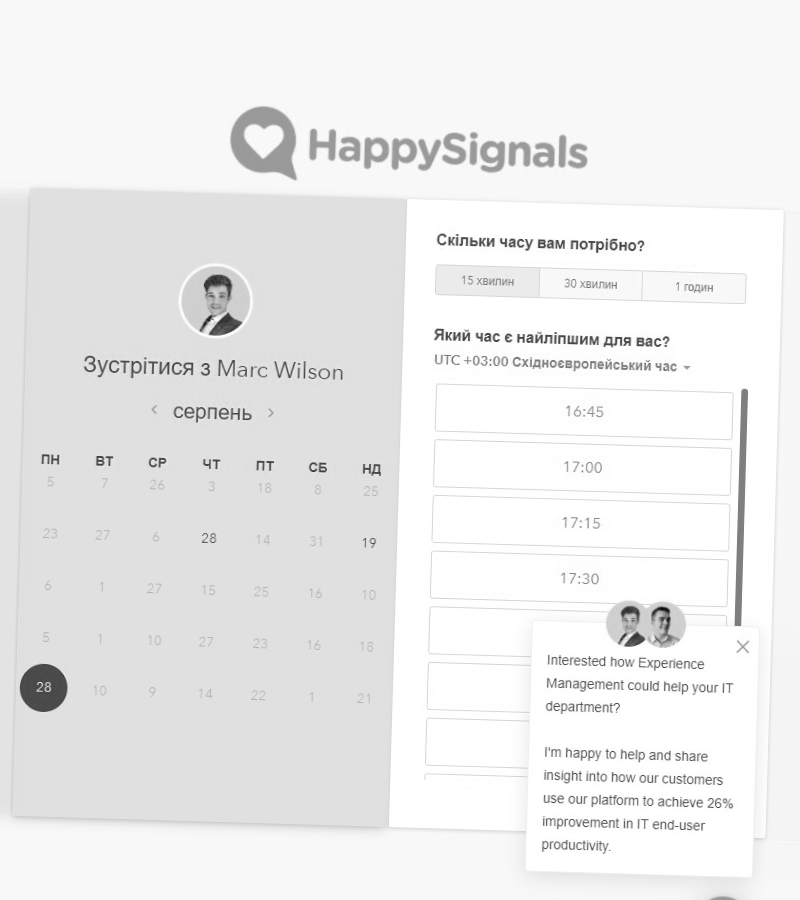 HappySignals
Зустрітися з Marc Wilson
серпень
ПН ВТ СР ЧТ ПТ СБ НД
5 7 26 3 18 8 25
23 27 6 28 14 31 19
6 1 27 15 25 16 10
5 1 10 27 23 16 18
28 10 9 14 22 1 21
Скільки часу вам потрібно?
15 хвилин 30 хвилин 1 годин
Який час є найліпшим для вас?
UTC +03:00 Східноєвропейський час
16:45
17:00
17:15
17:30
Interested how Experience
Management could help your IT
department?
I'm happy to help and share
insight into how our customers
use our platform to achieve 26%
improvement in IT end-user
productivity.